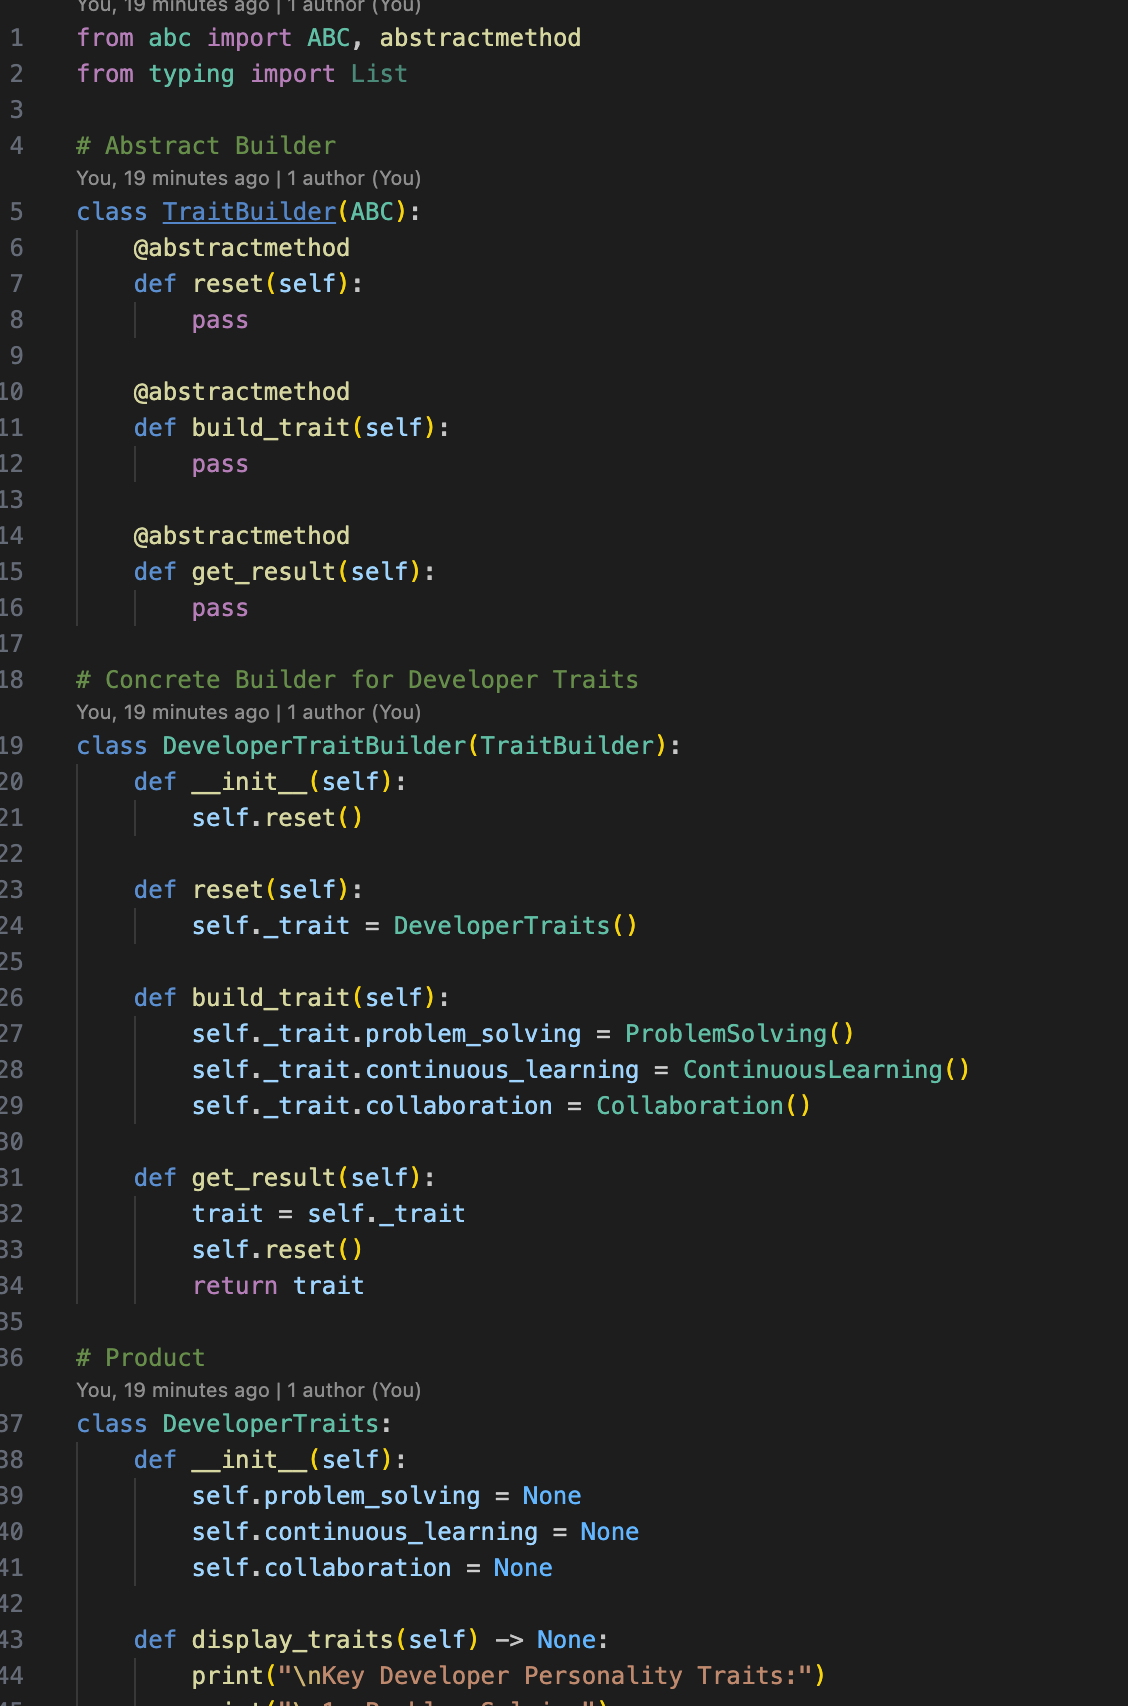 You, 19 minutes ago | 1 author (You)
1 from abc import ABC, abstractmethod
2 from typing import List
3
4 # Abstract Builder
You, 19 minutes ago | 1 author (You)
5 class TraitBuilder(ABC):
6     @abstractmethod
7     def reset(self):
8         pass
9
10     @abstractmethod
11     def build_trait(self):
12         pass
13
14     @abstractmethod
15     def get_result(self):
16         pass
17
18 # Concrete Builder for Developer Traits
You, 19 minutes ago | 1 author (You)
19 class DeveloperTraitBuilder(TraitBuilder):
20     def __init__(self):
21         self.reset()
22
23     def reset(self):
24         self._trait = DeveloperTraits()
25
26     def build_trait(self):
27         self._trait.problem_solving = ProblemSolving()
28         self._trait.continuous_learning = ContinuousLearning()
29         self._trait.collaboration = Collaboration()
30
31     def get_result(self):
32         trait = self._trait
33         self.reset()
34         return trait
35
36 # Product
You, 19 minutes ago | 1 author (You)
37 class DeveloperTraits:
38     def __init__(self):
39         self.problem_solving = None
40         self.continuous_learning = None
41         self.collaboration = None
42
43     def display_traits(self) -> None:
44         print("\nKey Developer Personality Traits:")